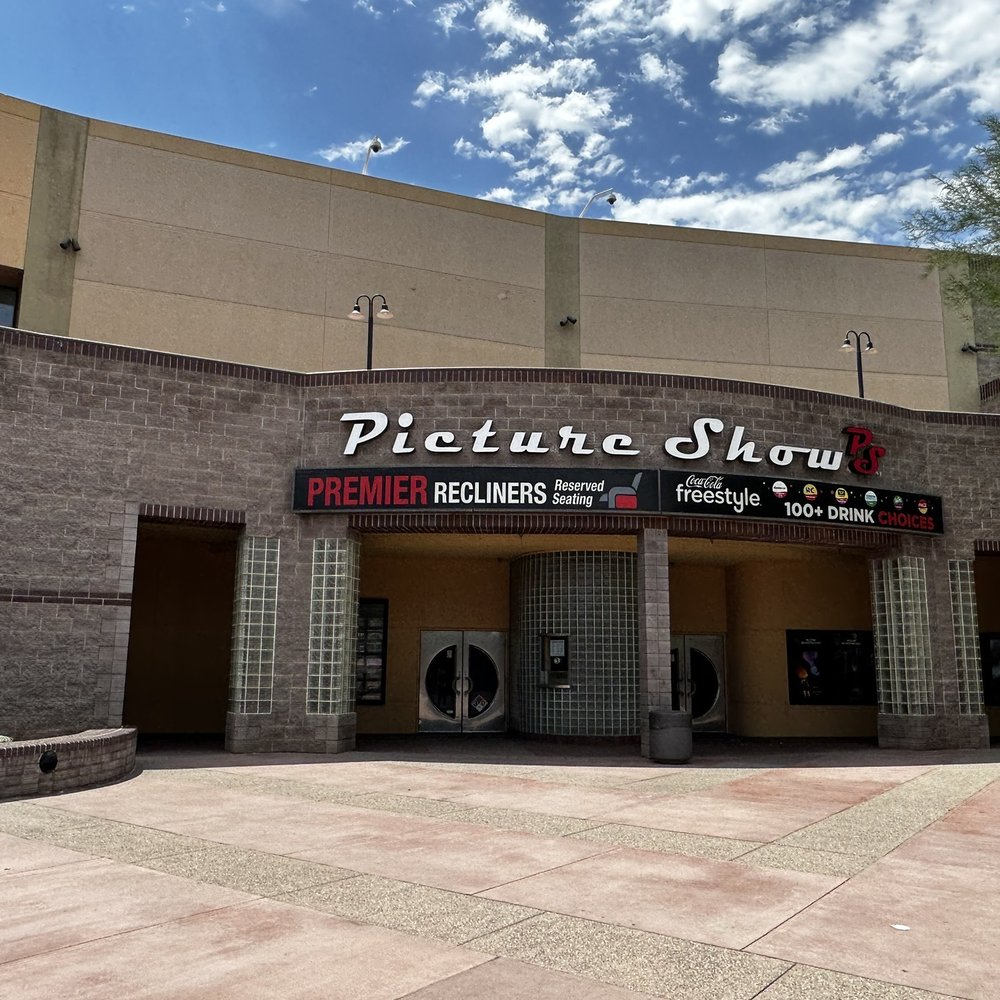 Picture Show PS
PREMIER RECLINERS Reserved
Seating
Coca-Cola
freestyle
100+ DRINK CHOICES